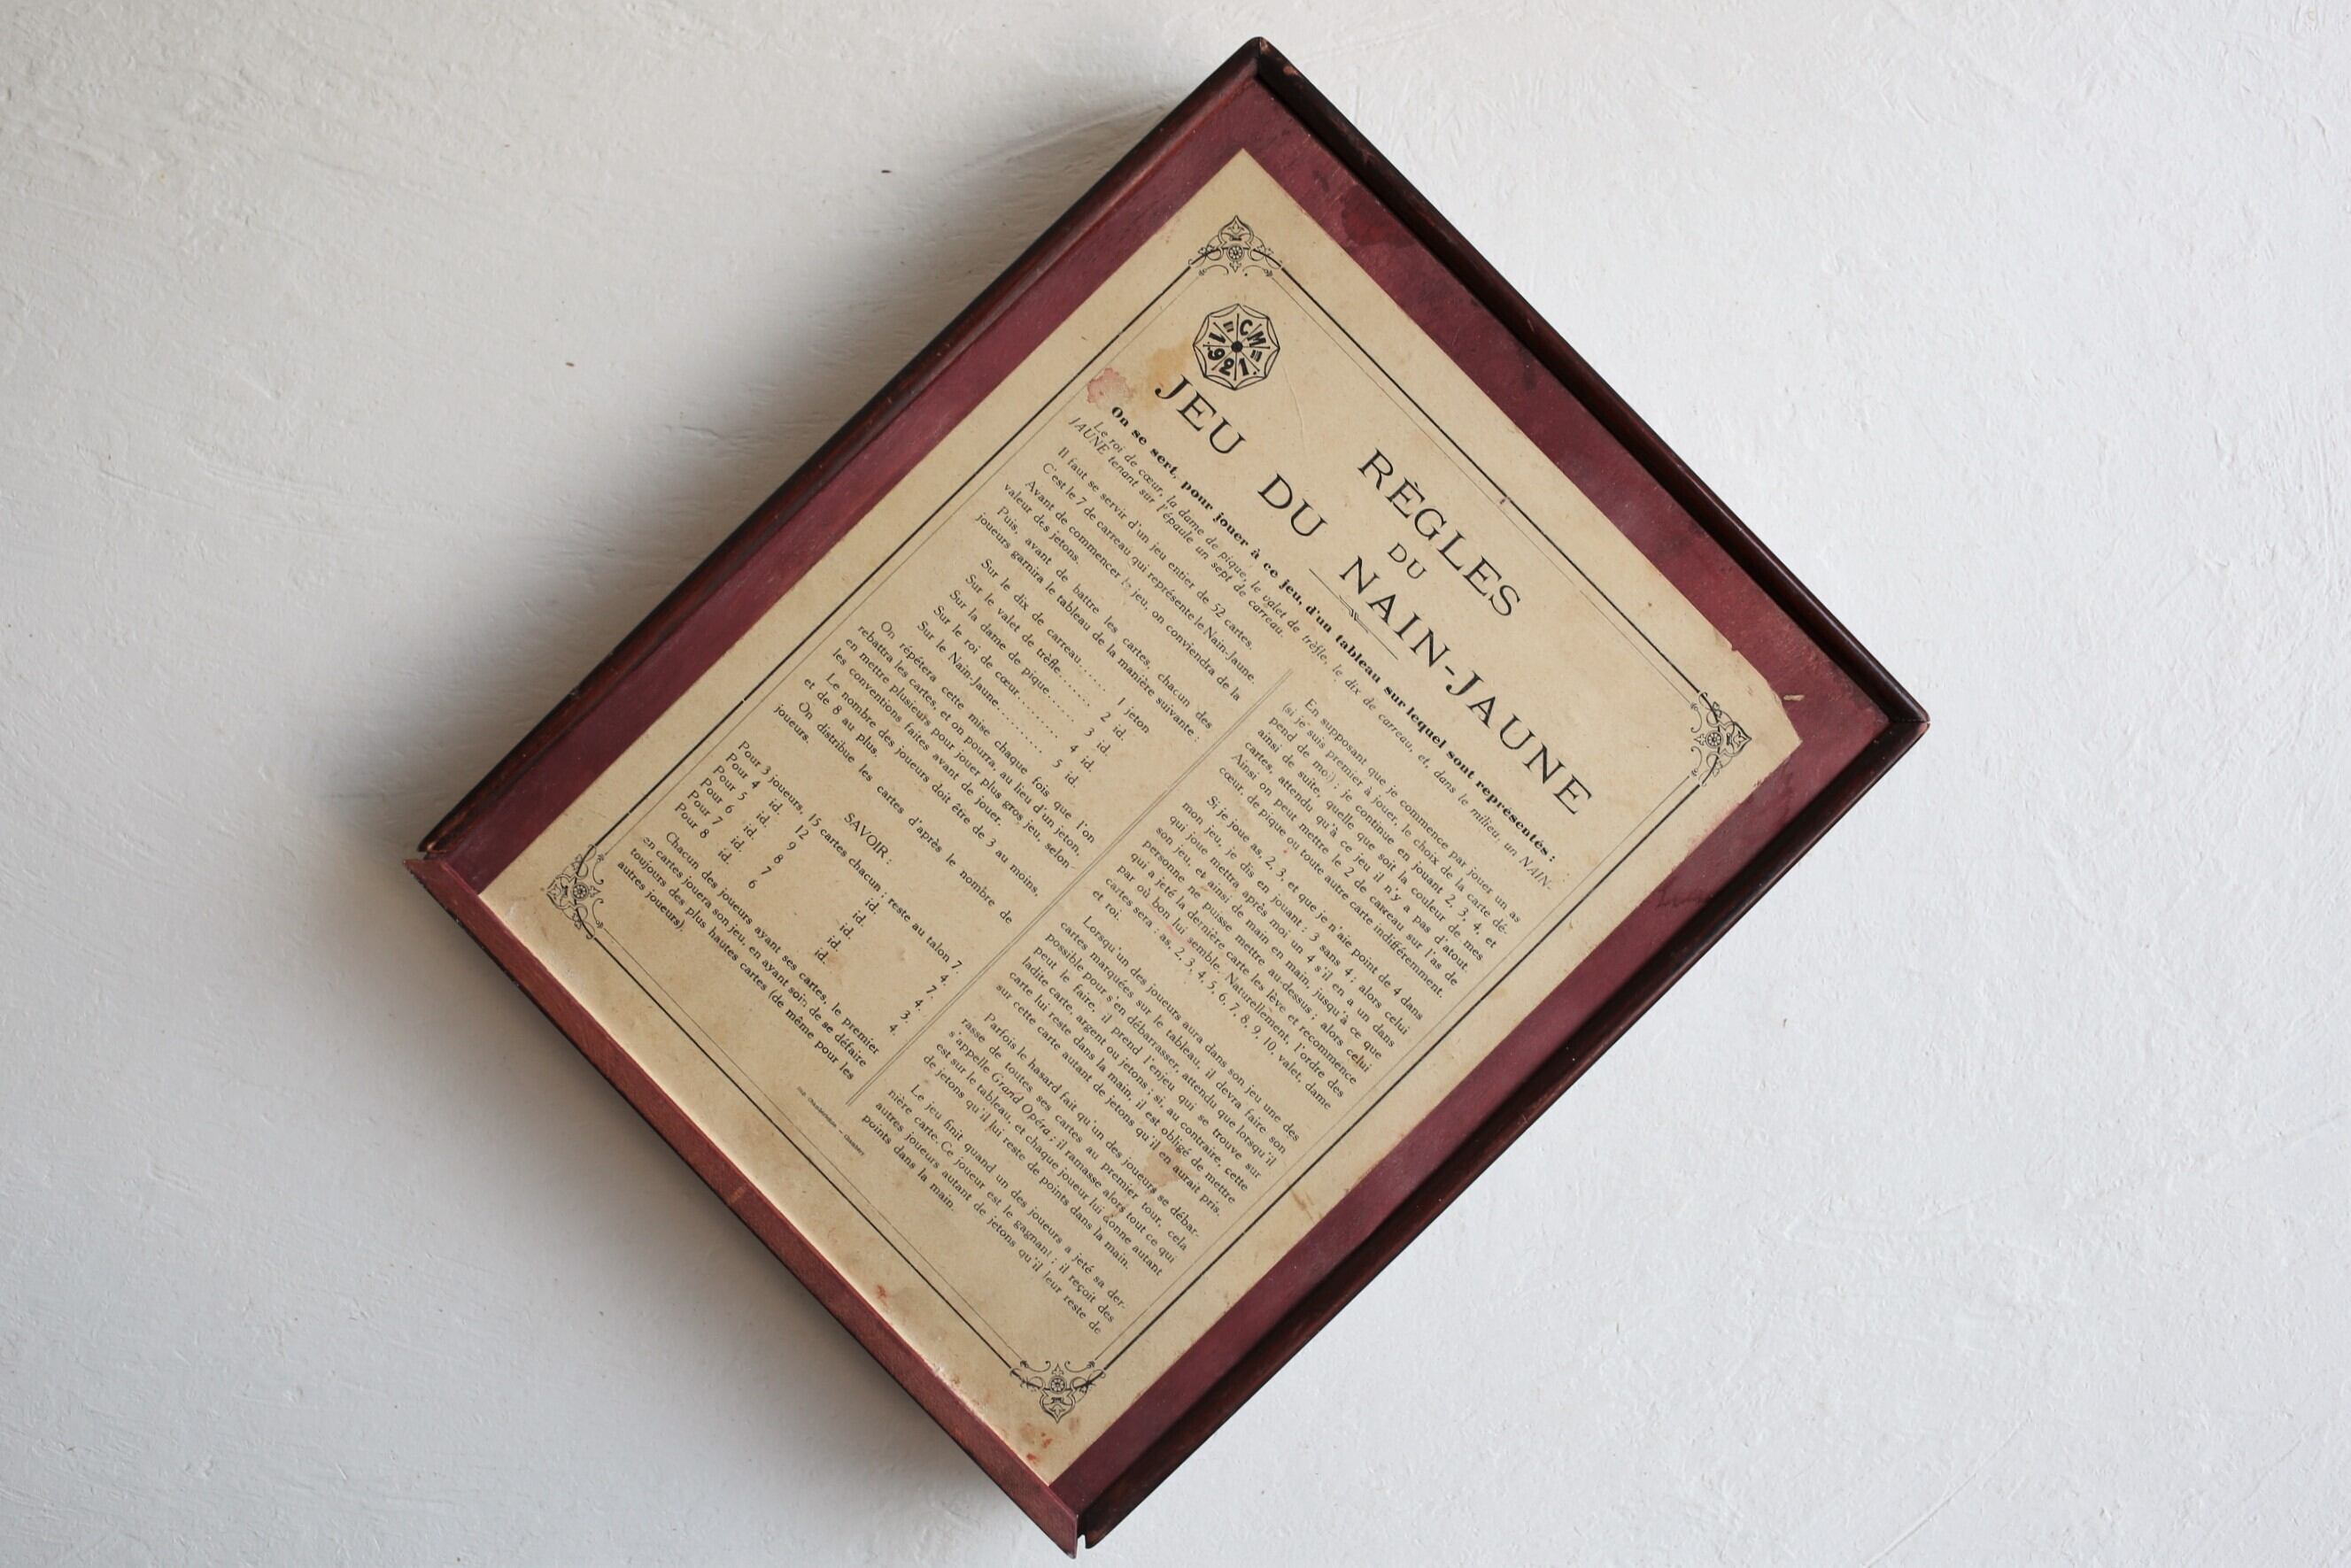 " CM "
1921.
RÈGLES
DU
JEU DU NAIN-JAUNE
On se sert, pour jouer à ce jeu, d'un tableau sur lequel sont représentés :
Le roi de cœur, la dame de pique, le valet de trèfle, le dix de carreau, et, dans le milieu, un NAIN-
JAUNE tenant sur l'épaule un sept de carreau.
Il faut se servir d'un jeu entier de 52 cartes.
C'est le 7 de carreau qui représente le Nain-Jaune.
Avant de commencer le jeu, on conviendra de la
valeur des jetons.
Puis, avant de battre les cartes, chacun des
joueurs garnira le tableau de la manière suivante :
Sur le dix de carreau...... 1 jeton
Sur le valet de trèfle....... 2 id.
Sur la dame de pique....... 3 id.
Sur le roi de cœur......... 4 id.
Sur le Nain-Jaune......... 5 id.
On répétera cette mise chaque fois que l'on
rebattra les cartes, et on pourra, au lieu d'un jeton,
en mettre plusieurs pour jouer plus gros jeu, selon
les conventions faites avant de jouer.
Le nombre des joueurs doit être de 3 au moins,
et de 8 au plus.
On distribue les cartes d'après le nombre de
joueurs.
SAVOIR :
Pour 3 joueurs, 15 cartes chacun ; reste au talon 7.
Pour 4 id. 12 id. 4.
Pour 5 id. 9 id. 7.
Pour 6 id. 8 id. 4.
Pour 7 id. 7 id. 3.
Pour 8 id. 6 4.
Chacun des joueurs ayant ses cartes, le premier
en cartes jouera son jeu, en ayant soin de se défaire
toujours des plus hautes cartes (de même pour les
autres joueurs).
En supposant que je commence par jouer un as
(si je suis premier à jouer, le choix de la carte dé-
pend de moi) ; je continue en jouant 2, 3, 4, et
ainsi de suite, quelle que soit la couleur de mes
cartes, attendu qu'à ce jeu il n'y a pas d'atout.
Ainsi on peut mettre le 2 de carreau sur l'as de
cœur, de pique ou toute autre carte indifféremment.
Si je joue as, 2, 3, et que je n'aie point de 4 dans
mon jeu, je dis en jouant : 3 sans 4 ; alors celui
qui joue mettra après moi un 4 s'il en a un dans
son jeu, et ainsi de main en main, jusqu'à ce que
personne ne puisse mettre au-dessus ; alors celui
qui a jeté la dernière carte les lève et recommence
par où bon lui semble. Naturellement, l'ordre des
cartes sera : as, 2, 3, 4, 5, 6, 7, 8, 9, 10, valet, dame
et roi.
Lorsqu'un des joueurs aura dans son jeu une des
cartes marquées sur le tableau, il devra faire son
possible pour s'en débarrasser, attendu que lorsqu'il
peut le faire, il prend l'enjeu qui se trouve sur
ladite carte, argent ou jetons ; si, au contraire, cette
carte lui reste dans la main, il est obligé de mettre
sur cette carte autant de jetons qu'il en aurait pris.
Parfois le hasard fait qu'un des joueurs se débar-
rasse de toutes ses cartes au premier tour, cela
s'appelle Grand Opéra ; il ramasse alors tout ce qui
est sur le tableau, et chaque joueur lui donne autant
de jetons qu'il lui reste de points dans la main.
Le jeu finit quand un des joueurs a jeté sa der-
nière carte. Ce joueur est le gagnant ; il reçoit des
autres joueurs autant de jetons qu'il leur reste de
points dans la main.